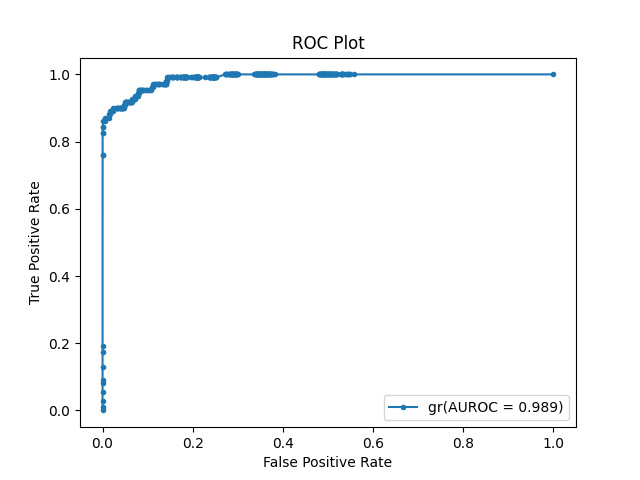 ROC Plot
True Positive Rate
1.0
0.8
0.6
0.4
0.2
0.0
0.0 0.2 0.4 0.6 0.8 1.0
False Positive Rate
gr(AUROC = 0.989)